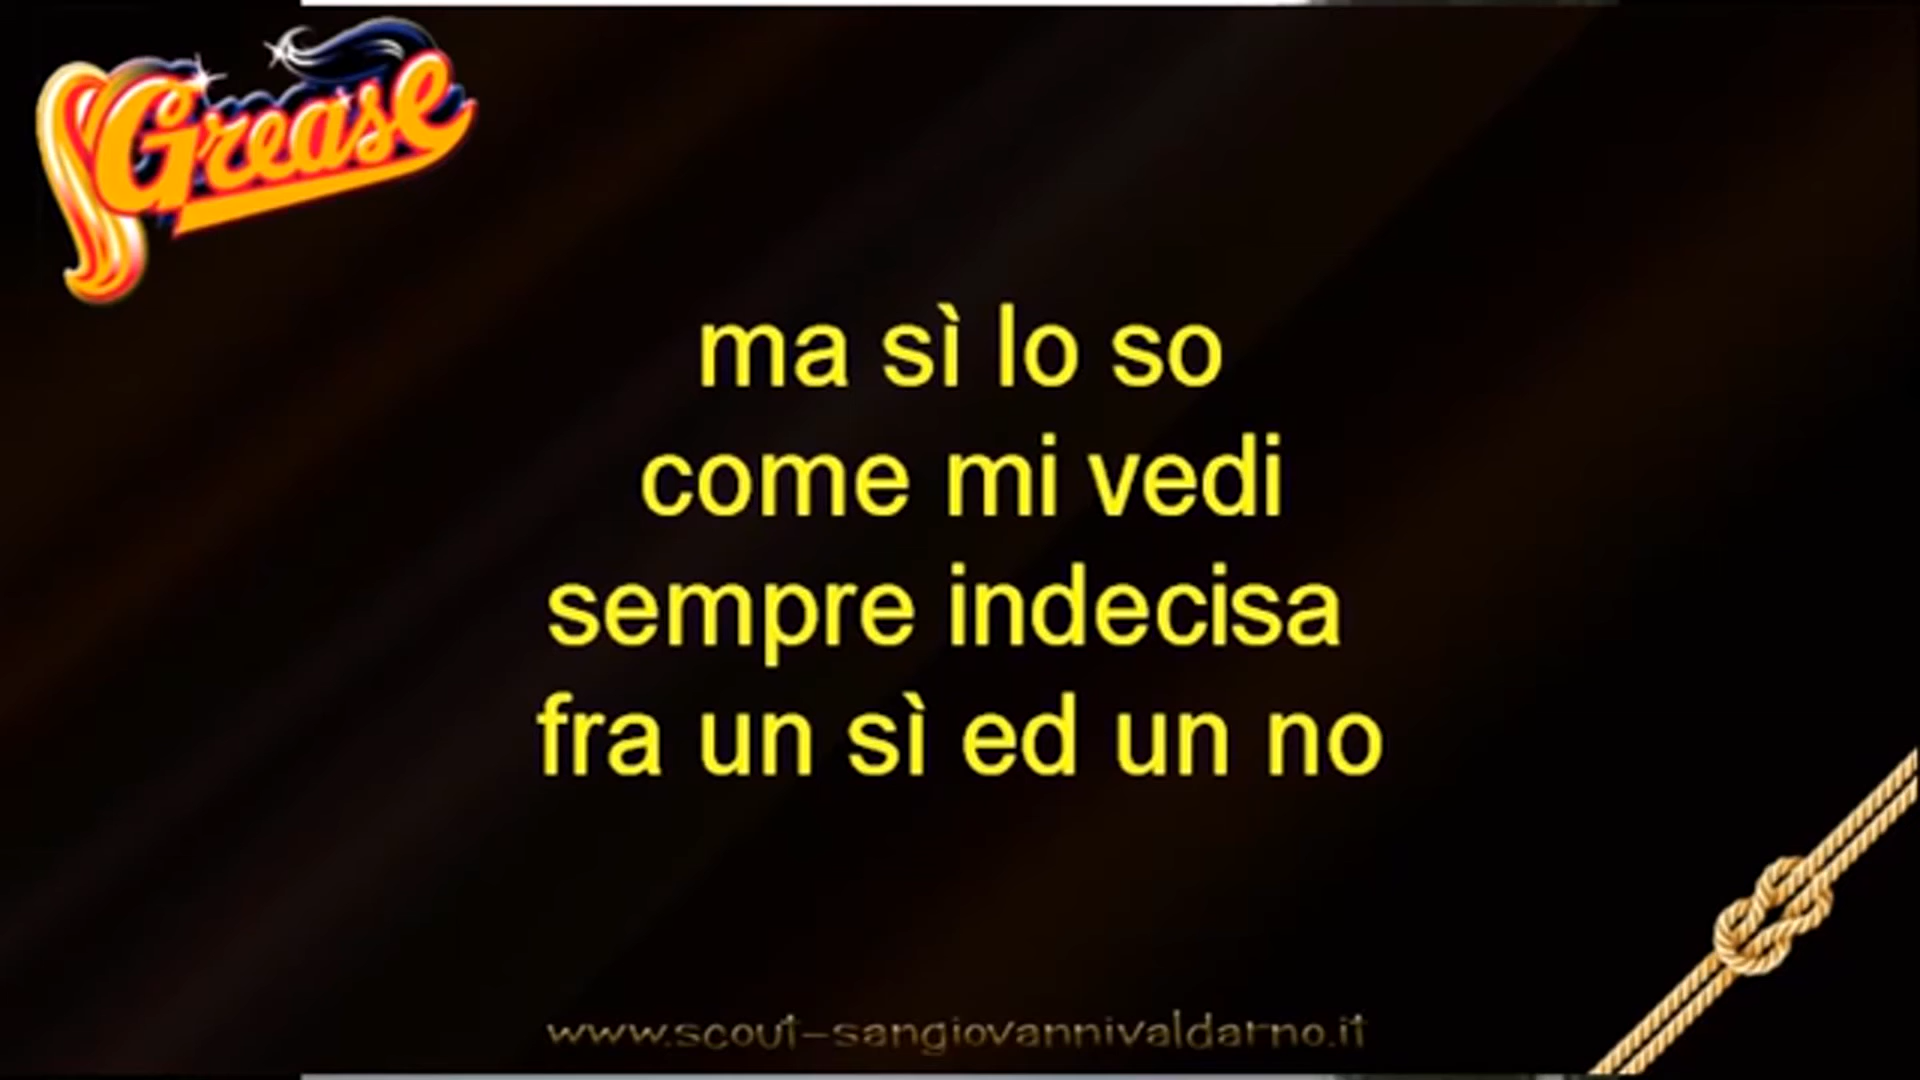 Grease
ma sì lo so
come mi vedi
sempre indecisa
fra un sì ed un no
www.scout-sangiovannivaldarno.it